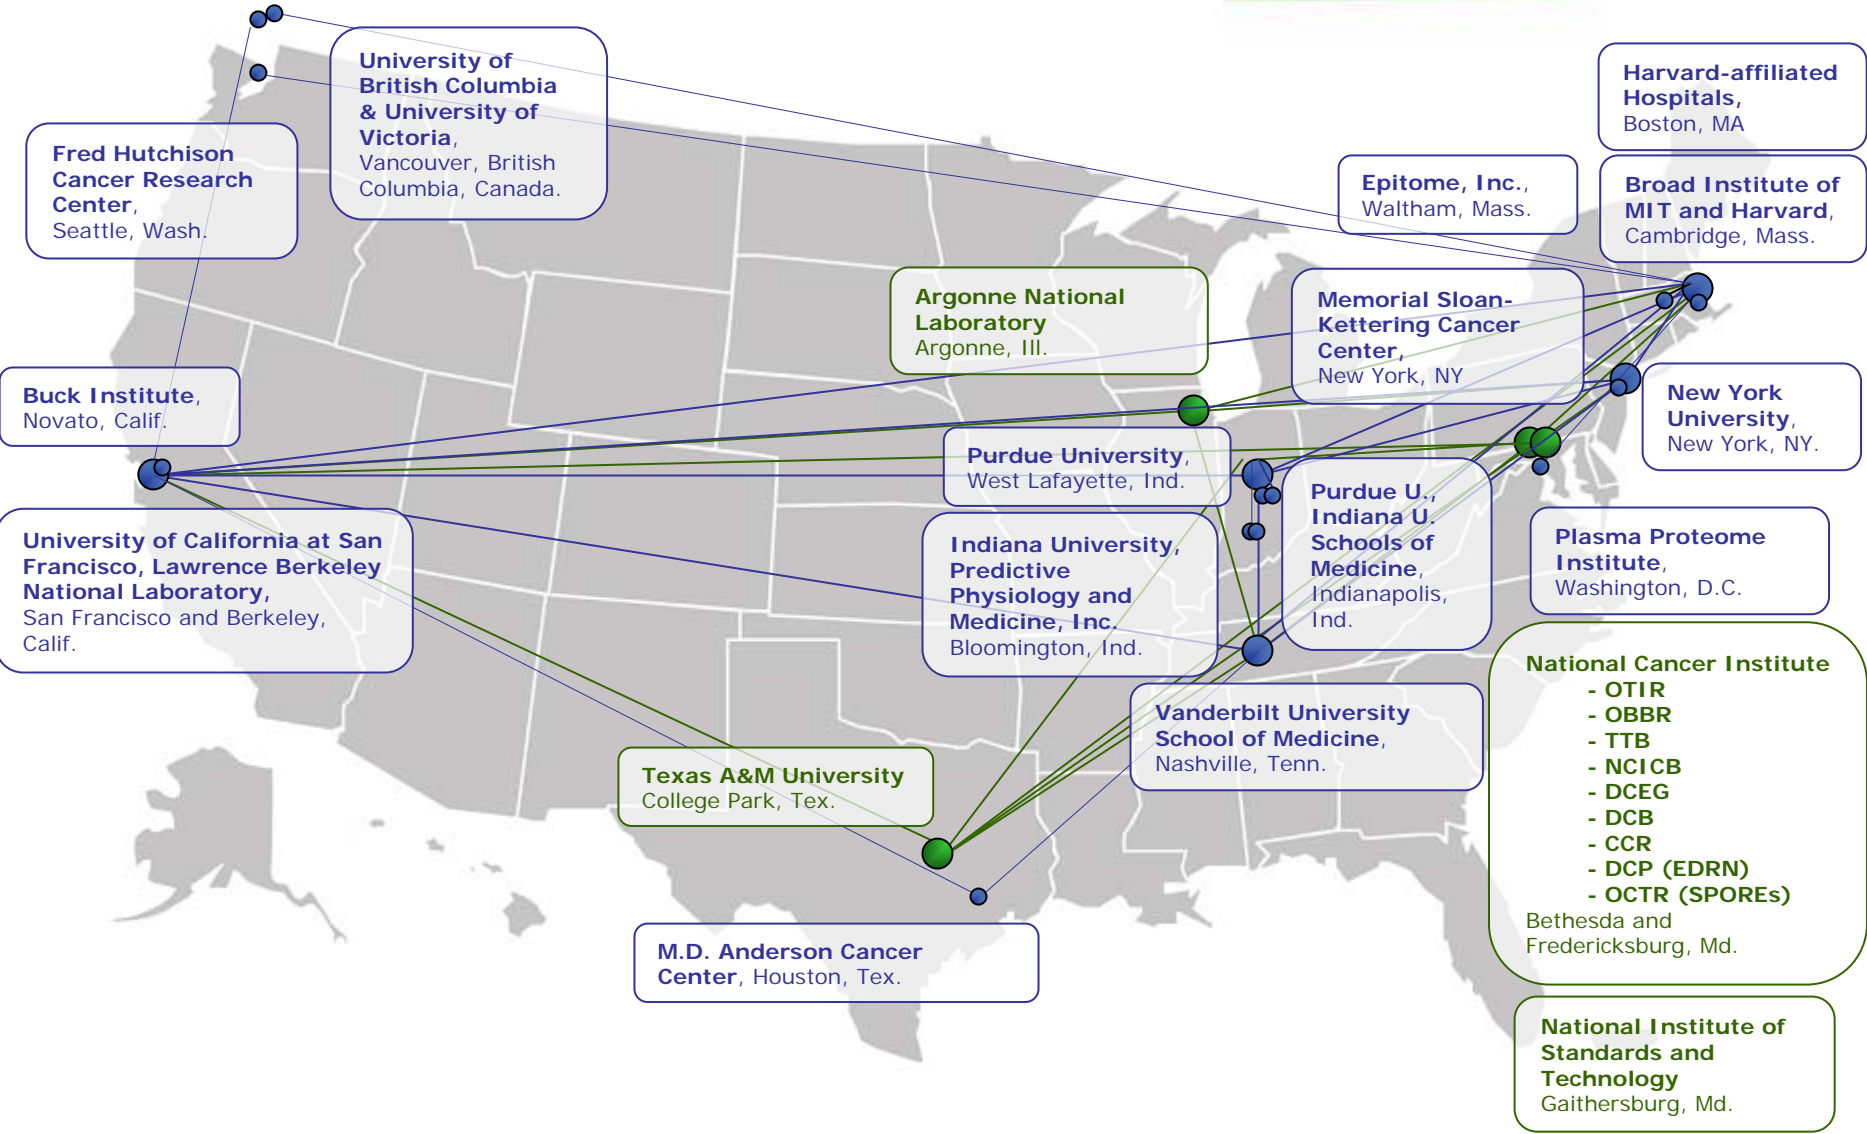 University of
British Columbia
& University of
Victoria,
Vancouver, British
Columbia, Canada.
Harvard-affiliated
Hospitals,
Boston, MA
Fred Hutchison
Cancer Research
Center,
Seattle, Wash.
Epitome, Inc.,
Waltham, Mass.
Broad Institute of
MIT and Harvard,
Cambridge, Mass.
Argonne National
Laboratory
Argonne, Ill.
Memorial Sloan-
Kettering Cancer
Center,
New York, NY
Buck Institute,
Novato, Calif.
New York
University,
New York, NY.
Purdue University,
West Lafayette, Ind.
Purdue U.,
Indiana U.
Schools of
Medicine,
Indianapolis,
Ind.
University of California at San
Francisco, Lawrence Berkeley
National Laboratory,
San Francisco and Berkeley,
Calif.
Indiana University,
Predictive
Physiology and
Medicine, Inc.
Bloomington, Ind.
Plasma Proteome
Institute,
Washington, D.C.
National Cancer Institute
- OTIR
- OBBR
- TTB
- NCICB
- DCEG
- DCB
- CCR
- DCP (EDRN)
- OCTR (SPOREs)
Bethesda and
Fredericksburg, Md.
Vanderbilt University
School of Medicine,
Nashville, Tenn.
Texas A&M University
College Park, Tex.
M.D. Anderson Cancer
Center, Houston, Tex.
National Institute of
Standards and
Technology
Gaithersburg, Md.